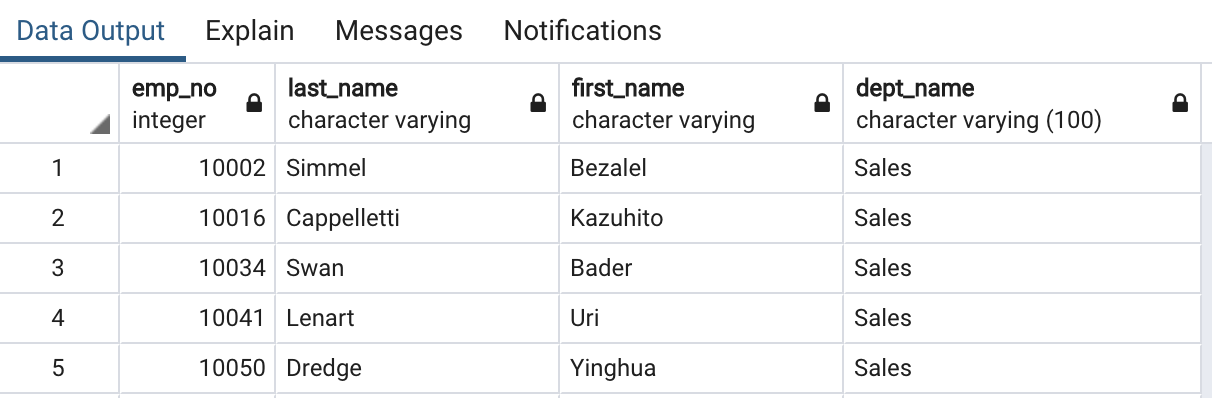 Data Output Explain Messages Notifications
emp_no last_name first_name dept_name
integer character varying character varying character varying (100)
1 10002 Simmel Bezalel Sales
2 10016 Cappelletti Kazuhito Sales
3 10034 Swan Bader Sales
4 10041 Lenart Uri Sales
5 10050 Dredge Yinghua Sales